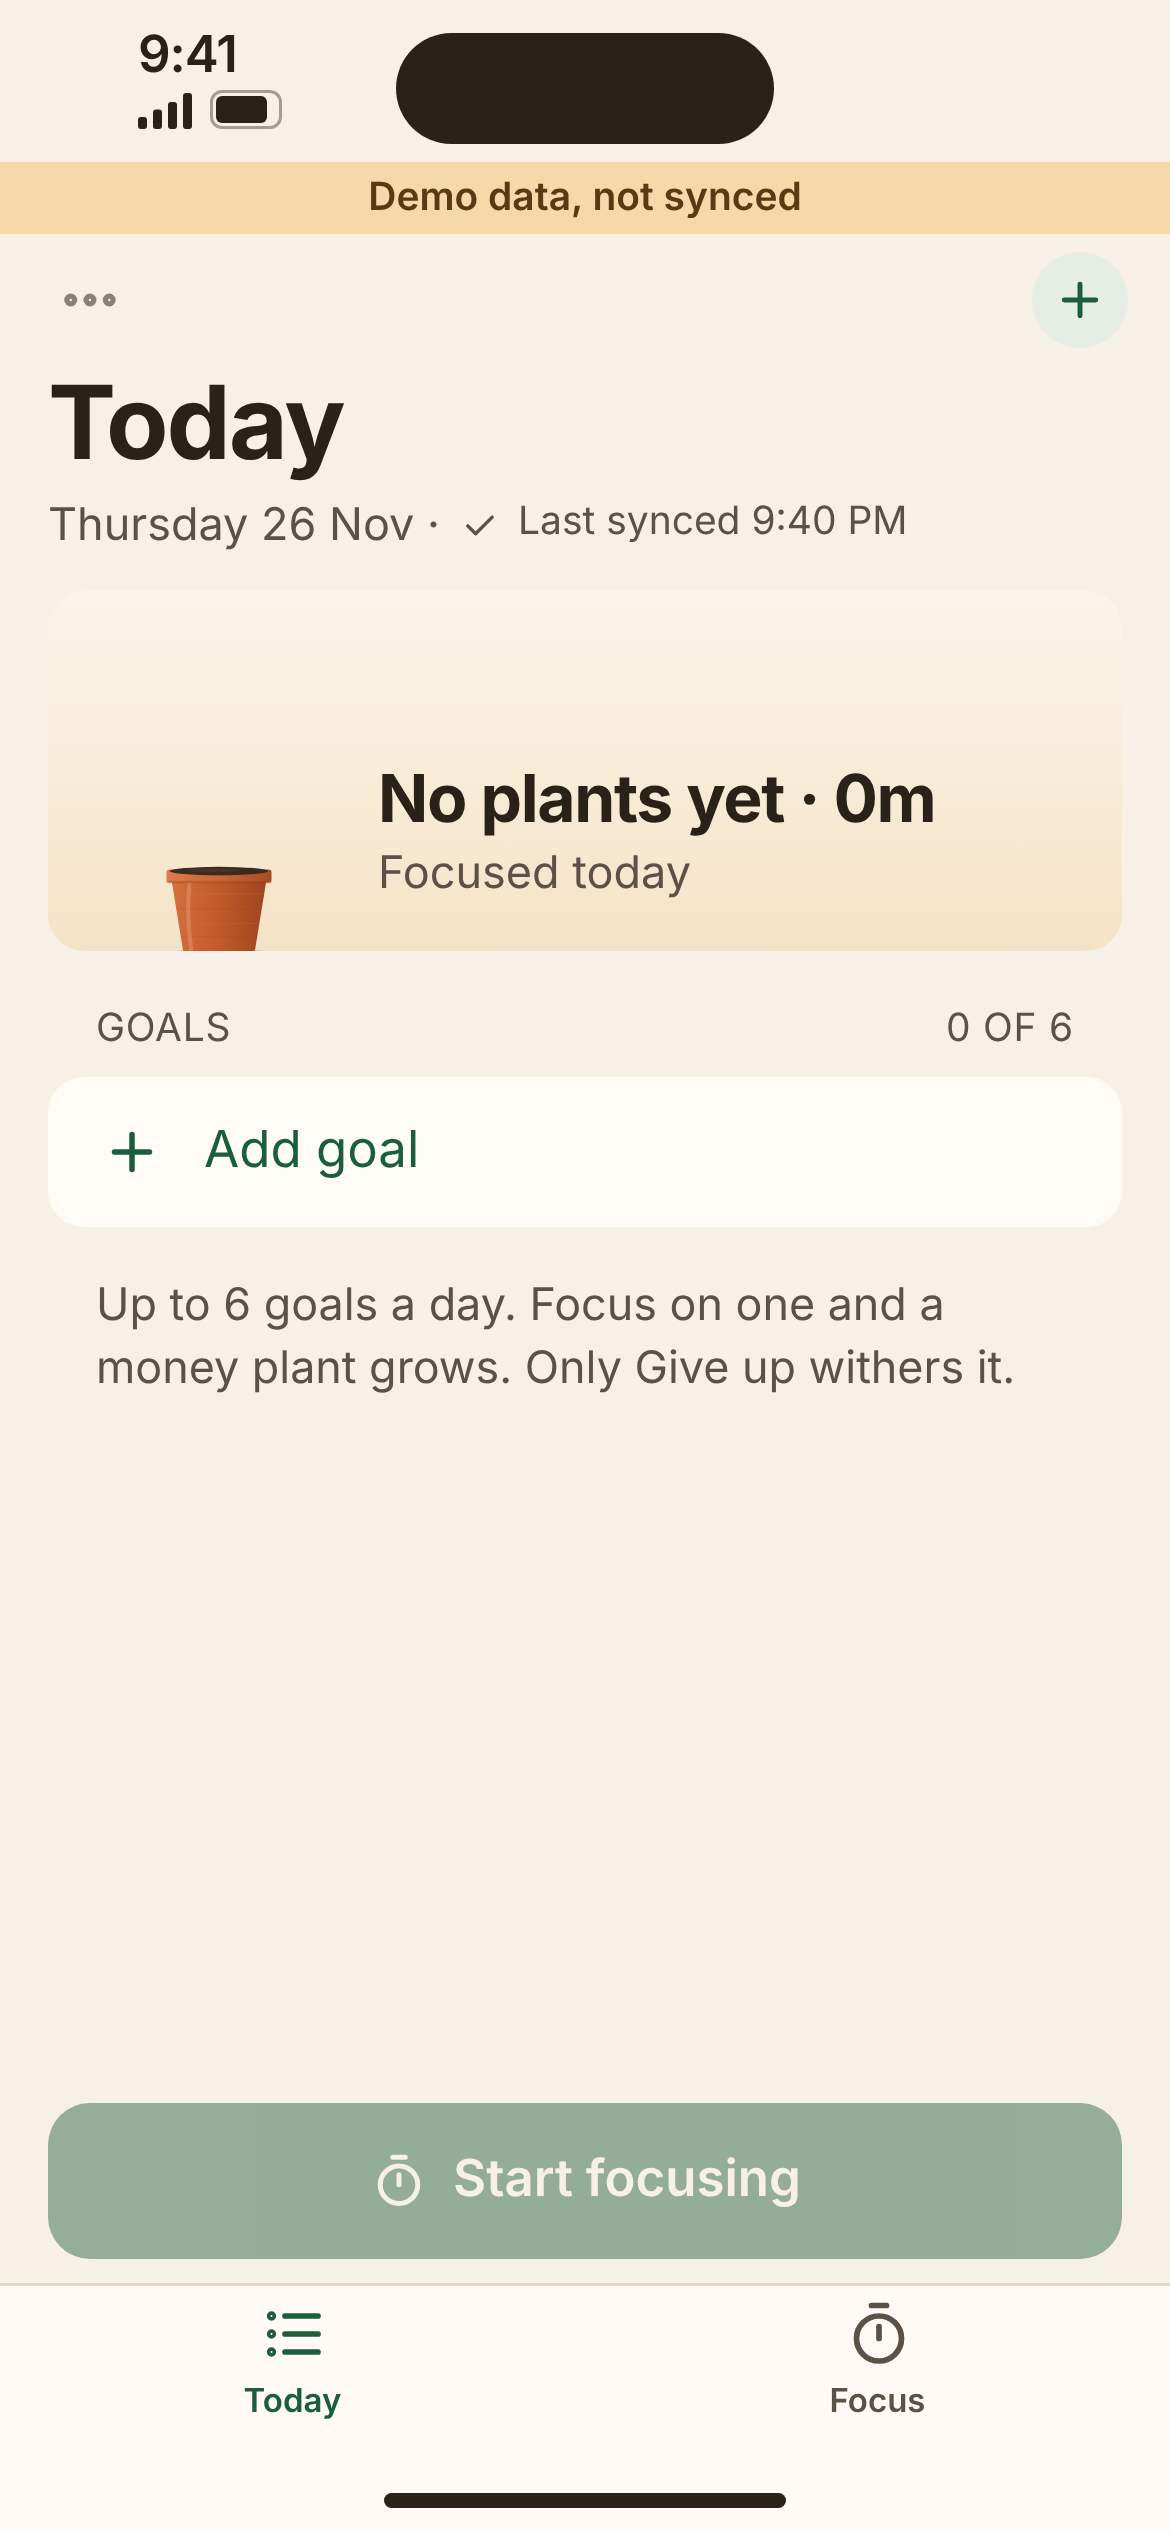 9:41
Demo data, not synced
Today
Thursday 26 Nov · Last synced 9:40 PM
No plants yet · 0m
Focused today
GOALS 0 OF 6
Add goal
Up to 6 goals a day. Focus on one and a
money plant grows. Only Give up withers it.
Start focusing
Today Focus